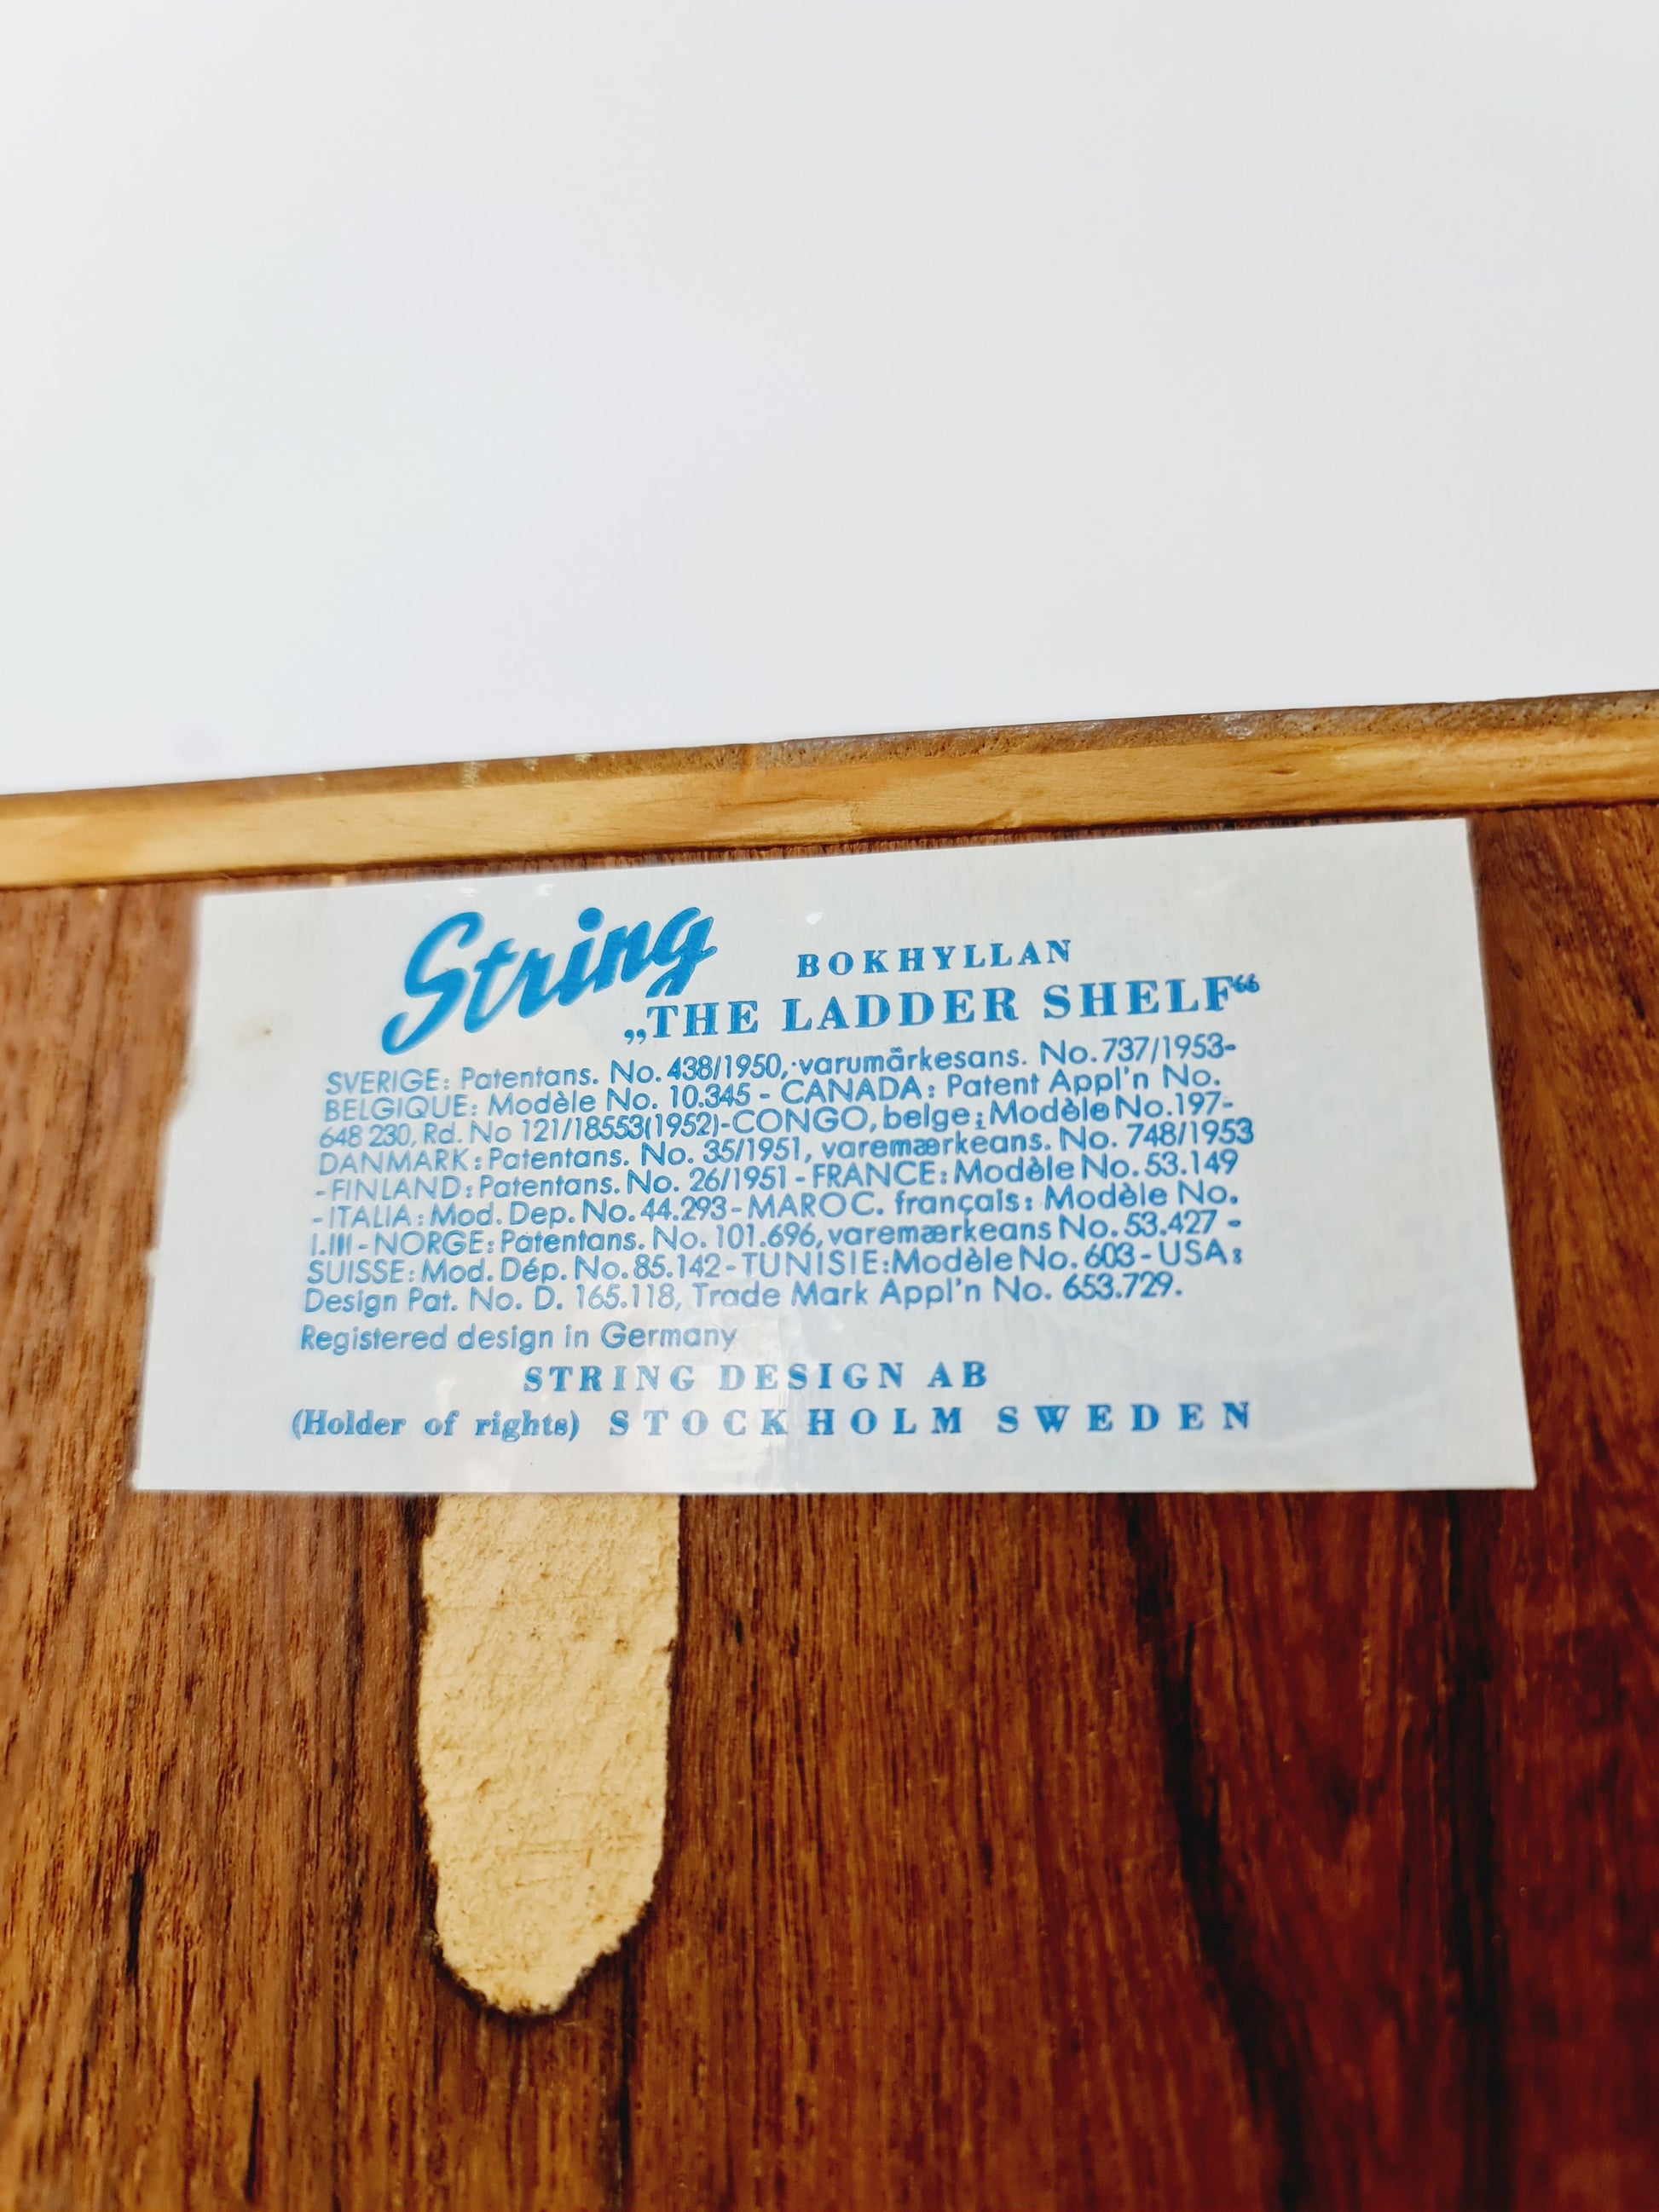 String BOKHYLLAN
„THE LADDER SHELF“
SVERIGE: Patentans. No. 438/1950, varumärkesans. No. 737/1953-
BELGIQUE: Modèle No. 10.345 - CANADA: Patent Appl'n No.
648 230, Rd. No 121/18553(1952)-CONGO, belge: Modèle No.197-
DANMARK: Patentans. No. 35/1951, varemærkeans. No. 748/1953
-FINLAND: Patentans. No. 26/1951 - FRANCE: Modèle No. 53.149
-ITALIA: Mod. Dep. No. 44.293- MAROC. français: Modèle No.
I.III-NORGE: Patentans. No. 101.696, varemærkeans No. 53.427 -
SUISSE: Mod. Dép. No. 85.142-TUNISIE: Modèle No. 603-USA:
Design Pat. No. D. 165.118, Trade Mark Appl'n No. 653.729.
Registered design in Germany
STRING DESIGN AB
(Holder of rights) STOCKHOLM SWEDEN